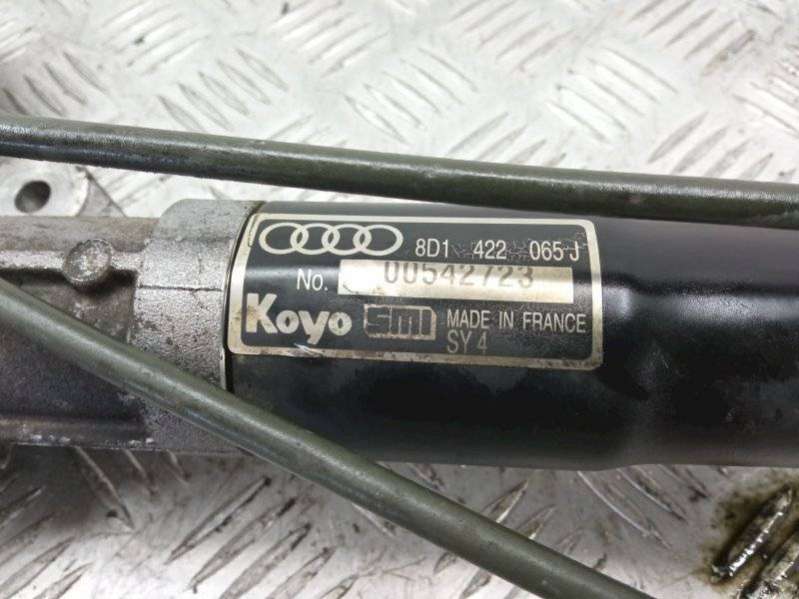 8D1 422 065 J
No. 00542723
Koyo SMI MADE IN FRANCE
SY 4